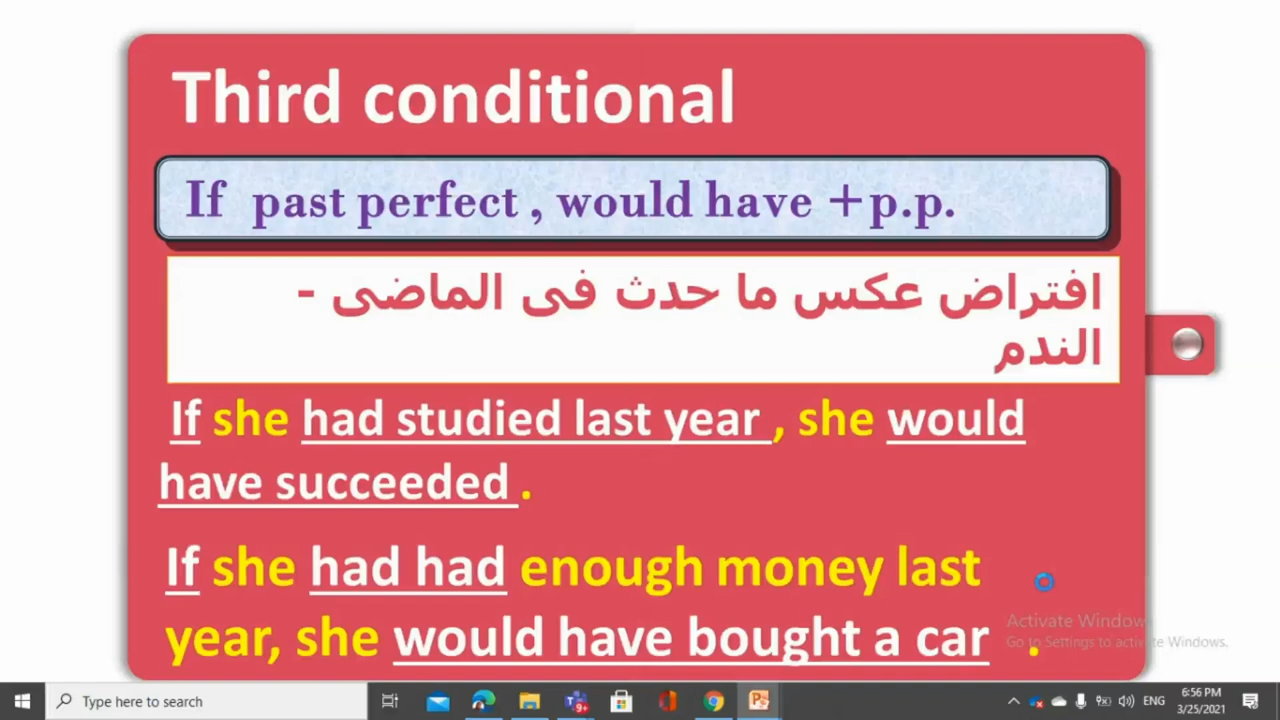 Third conditional
If past perfect , would have +p.p.
افتراض عكس ما حدث فى الماضى -
الندم
If she had studied last year , she would
have succeeded .
If she had had enough money last
year, she would have bought a car .
Activate Window
Go to Settings to activate Windows.
Type here to search
9+
ENG
6:56 PM
3/25/2021